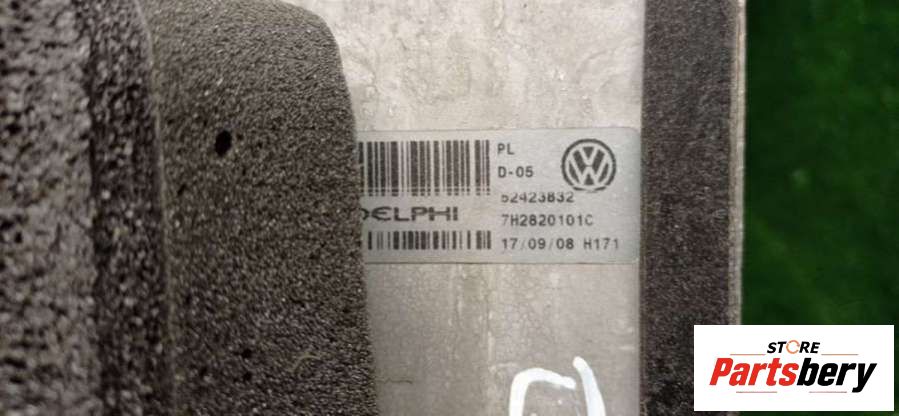 PL
D-05
52423832
DELPHI
7H2820101C
17/09/08 H171
STORE
Partsbery